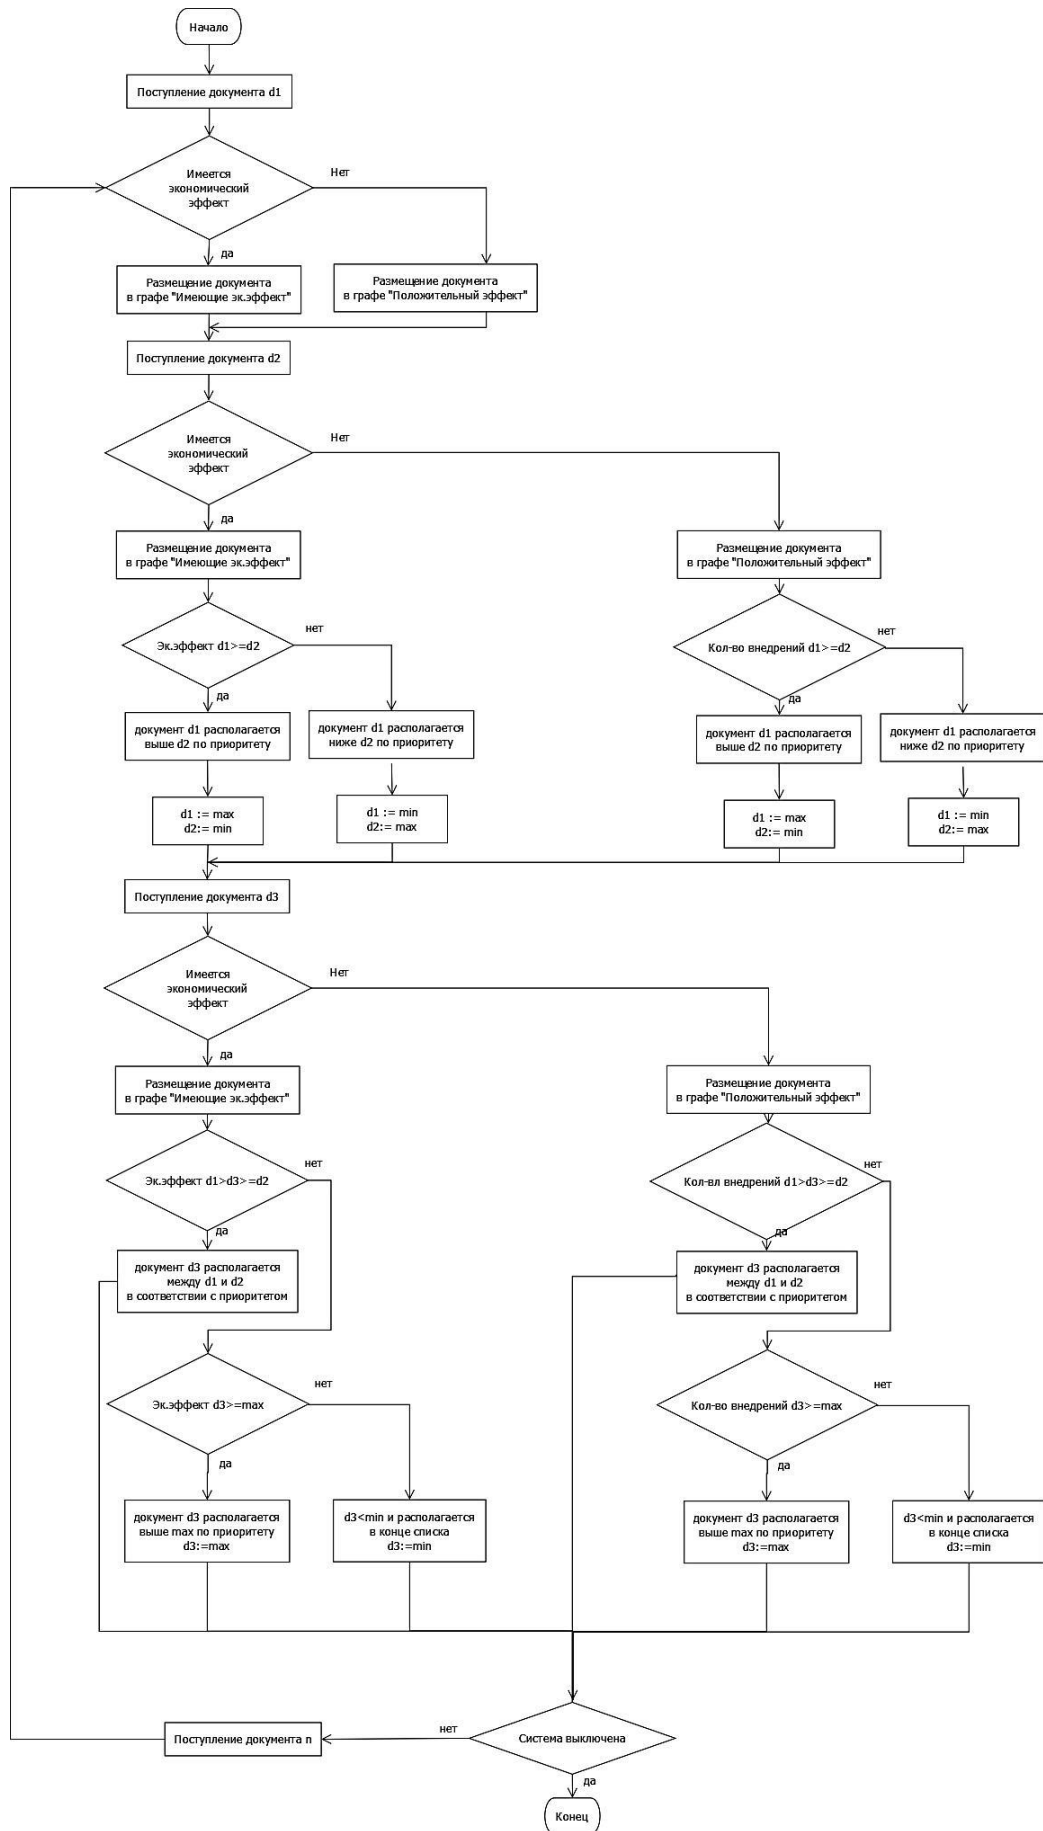 Начало
Поступление документа d1
Имеется
экономический
эффект
Нет
да
Размещение документа
в графе "Имеющие эк.эффект"
Размещение документа
в графе "Положительный эффект"
Поступление документа d2
Имеется
экономический
эффект
Нет
да
Размещение документа
в графе "Имеющие эк.эффект"
Размещение документа
в графе "Положительный эффект"
Эк.эффект d1>=d2
нет
да
Кол-во внедрений d1>=d2
нет
да
документ d1 располагается
выше d2 по приоритету
документ d1 располагается
ниже d2 по приоритету
документ d1 располагается
выше d2 по приоритету
документ d1 располагается
ниже d2 по приоритету
d1 := max
d2:= min
d1 := min
d2:= max
d1 := max
d2:= min
d1 := min
d2:= max
Поступление документа d3
Имеется
экономический
эффект
Нет
да
Размещение документа
в графе "Имеющие эк.эффект"
Размещение документа
в графе "Положительный эффект"
Эк.эффект d1>d3>=d2
нет
да
Кол-вл внедрений d1>d3>=d2
нет
да
документ d3 располагается
между d1 и d2
в соответствии с приоритетом
документ d3 располагается
между d1 и d2
в соответствии с приоритетом
Эк.эффект d3>=max
нет
да
Кол-во внедрений d3>=max
нет
да
документ d3 располагается
выше max по приоритету
d3:=max
d3<min и располагается
в конце списка
d3:=min
документ d3 располагается
выше max по приоритету
d3:=max
d3<min и располагается
в конце списка
d3:=min
Система выключена
нет
Поступление документа n
да
Конец